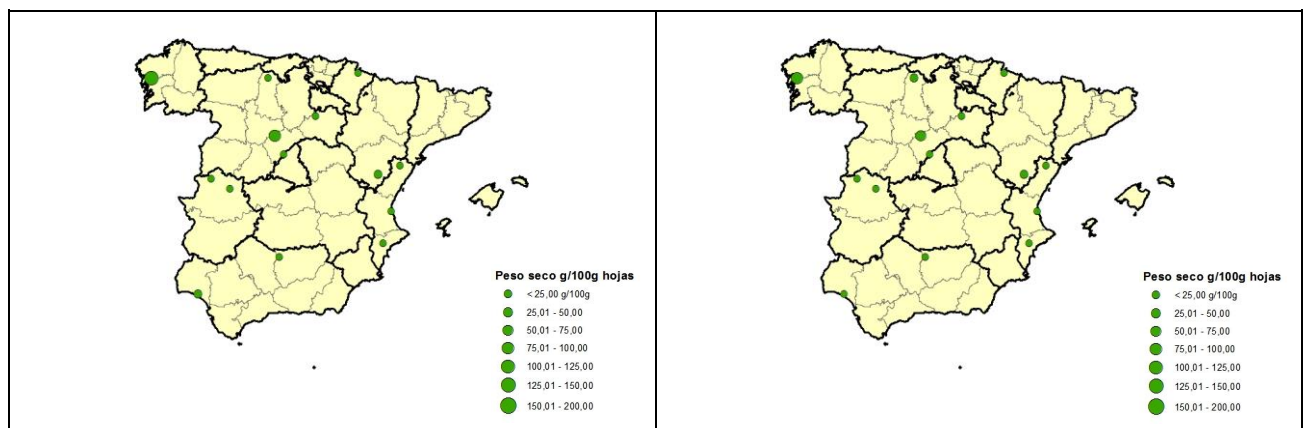 Peso seco g/100g hojas
< 25,00 g/100g
25,01 - 50,00
50,01 - 75,00
75,01 - 100,00
100,01 - 125,00
125,01 - 150,00
150,01 - 200,00
Peso seco g/100g hojas
< 25,00 g/100g
25,01 - 50,00
50,01 - 75,00
75,01 - 100,00
100,01 - 125,00
125,01 - 150,00
150,01 - 200,00